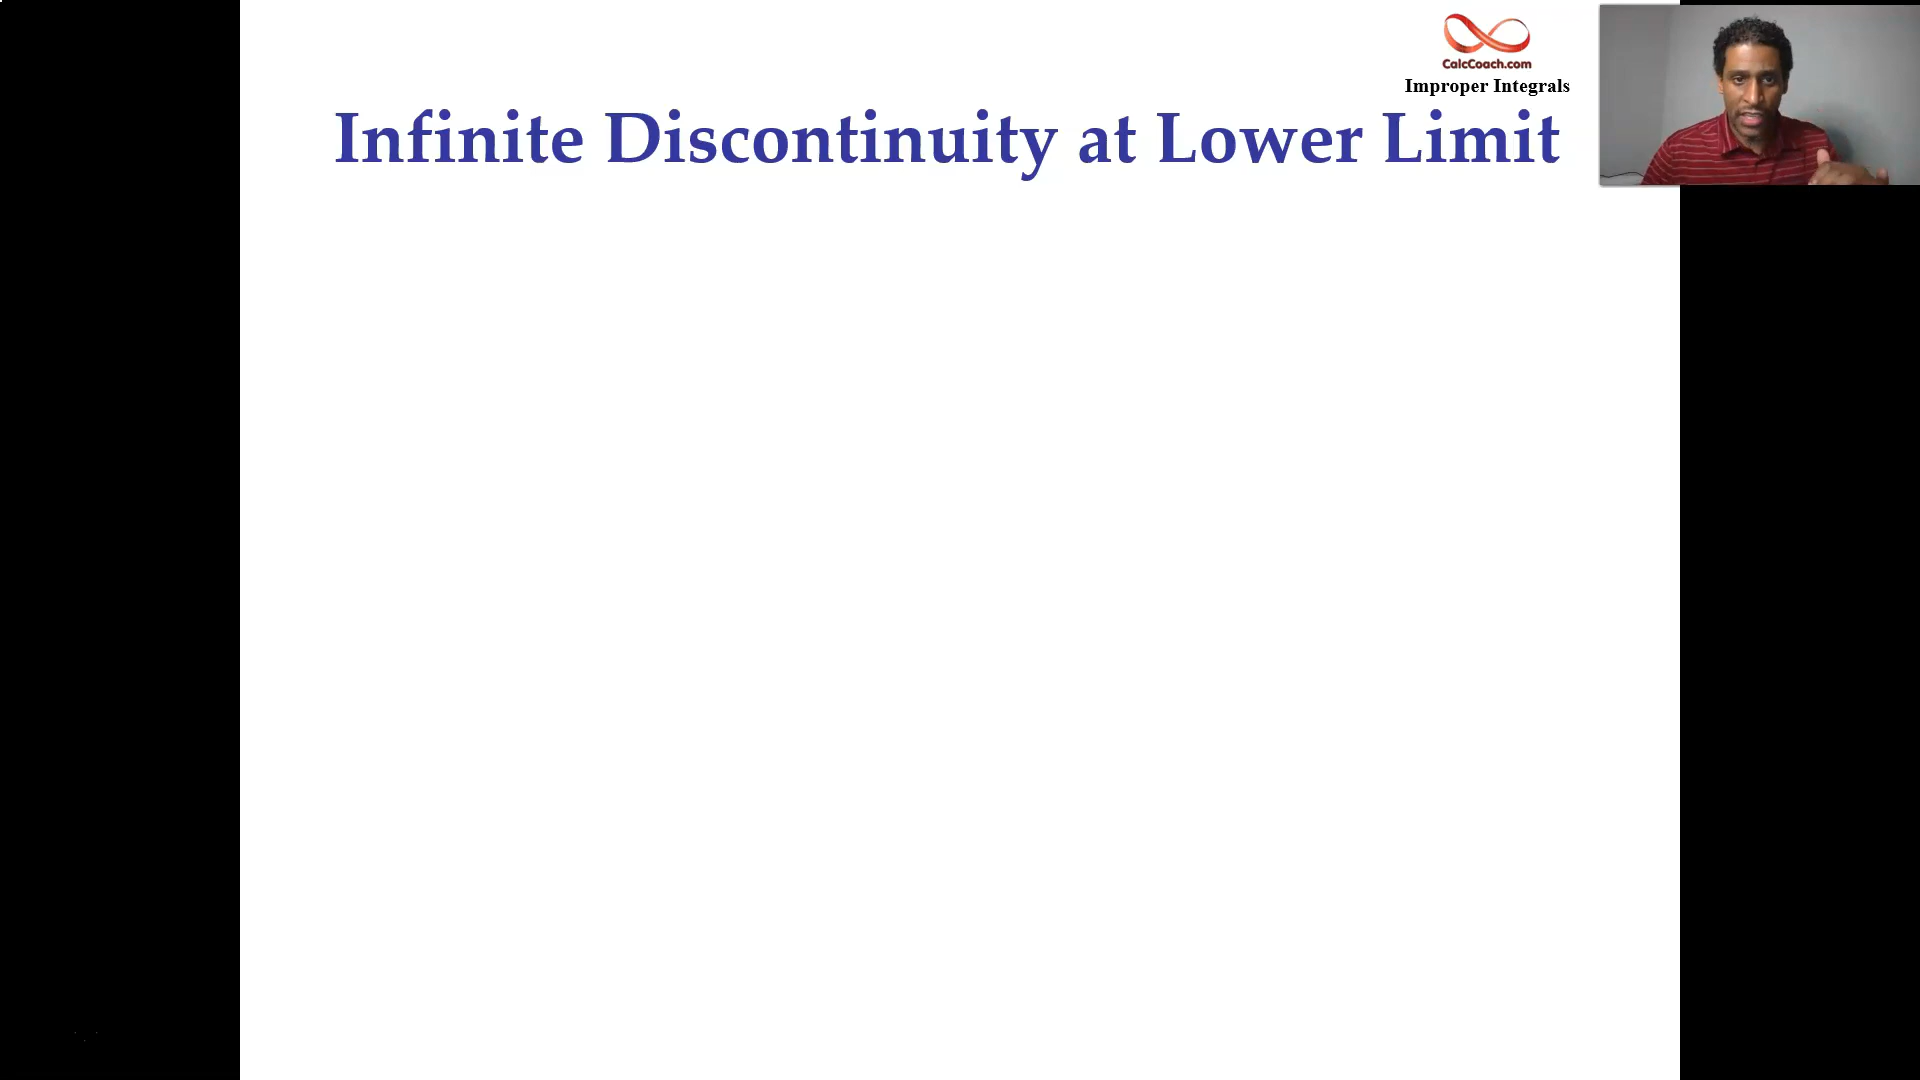 CalcCoach.com
Improper Integrals
Infinite Discontinuity at Lower Limit